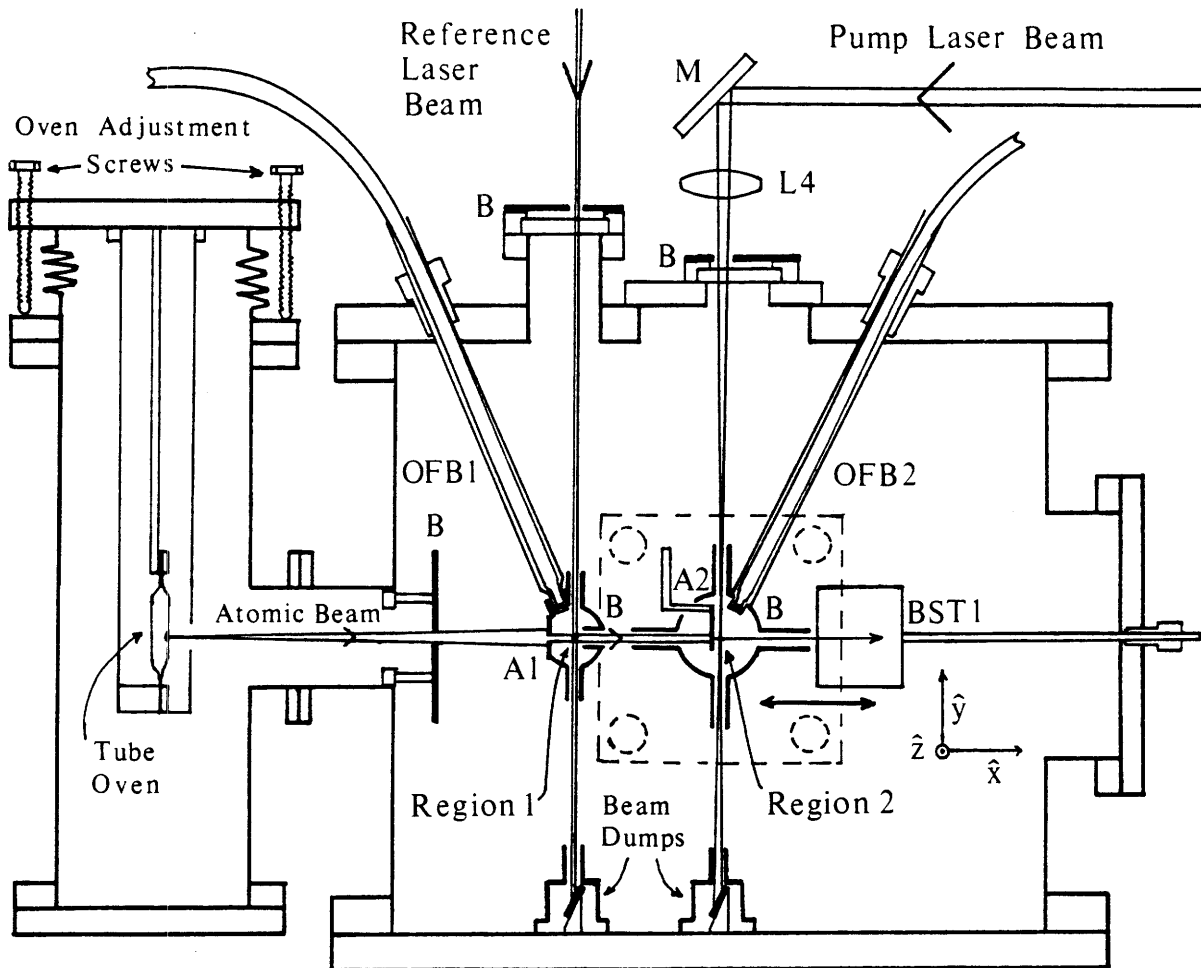 Reference
Laser
Beam
Pump Laser Beam
M
Oven Adjustment
Screws
L4
B
B
OFB1
OFB2
B
A2
B
B
BST1
Atomic Beam
A1
ŷ
ẑ
x̂
Tube
Oven
Region 1
Beam
Dumps
Region 2